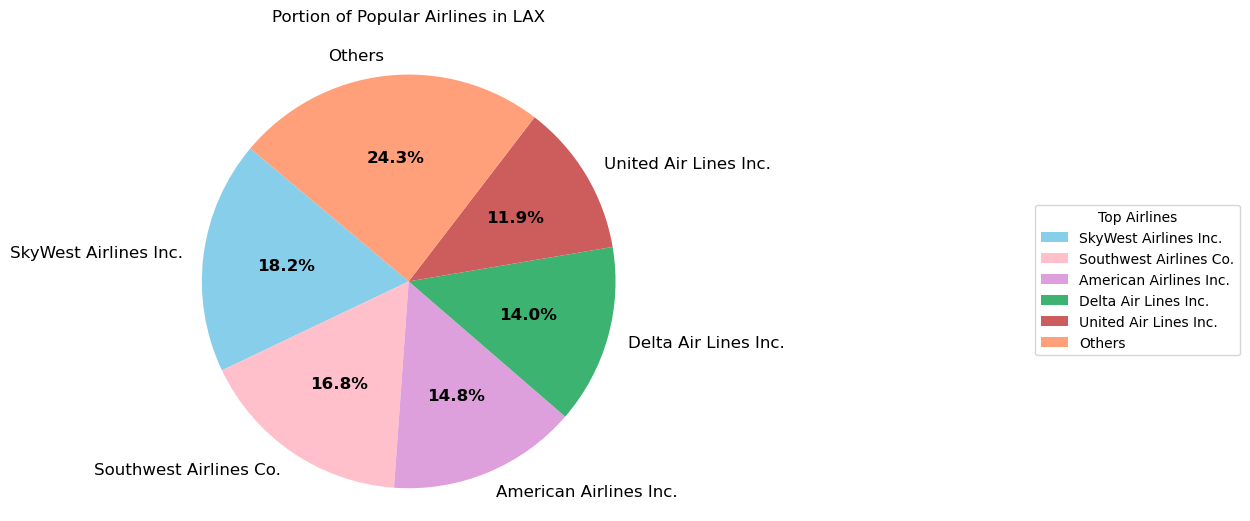 Portion of Popular Airlines in LAX
Others
24.3%
United Air Lines Inc.
11.9%
SkyWest Airlines Inc.
18.2%
14.0%
Delta Air Lines Inc.
16.8%
14.8%
Southwest Airlines Co.
American Airlines Inc.
Top Airlines
SkyWest Airlines Inc.
Southwest Airlines Co.
American Airlines Inc.
Delta Air Lines Inc.
United Air Lines Inc.
Others